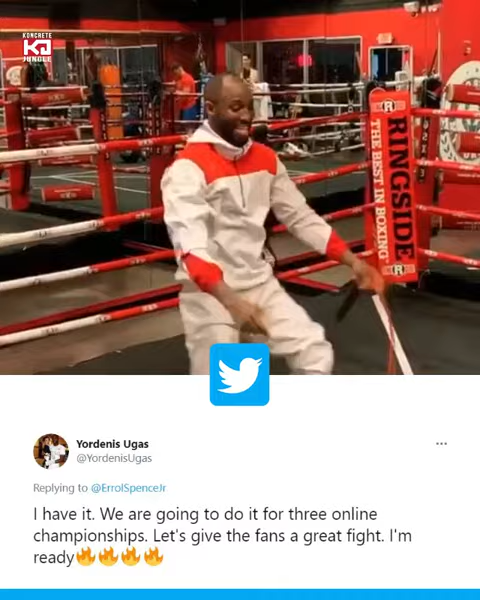 KONCRETE
KJ
JUNGLE
RINGSIDE
THE BEST IN BOXING
R
R
Yordenis Ugas
@YordenisUgas
Replying to @ErrolSpenceJr
I have it. We are going to do it for three online
championships. Let's give the fans a great fight. I'm
ready🔥🔥🔥🔥